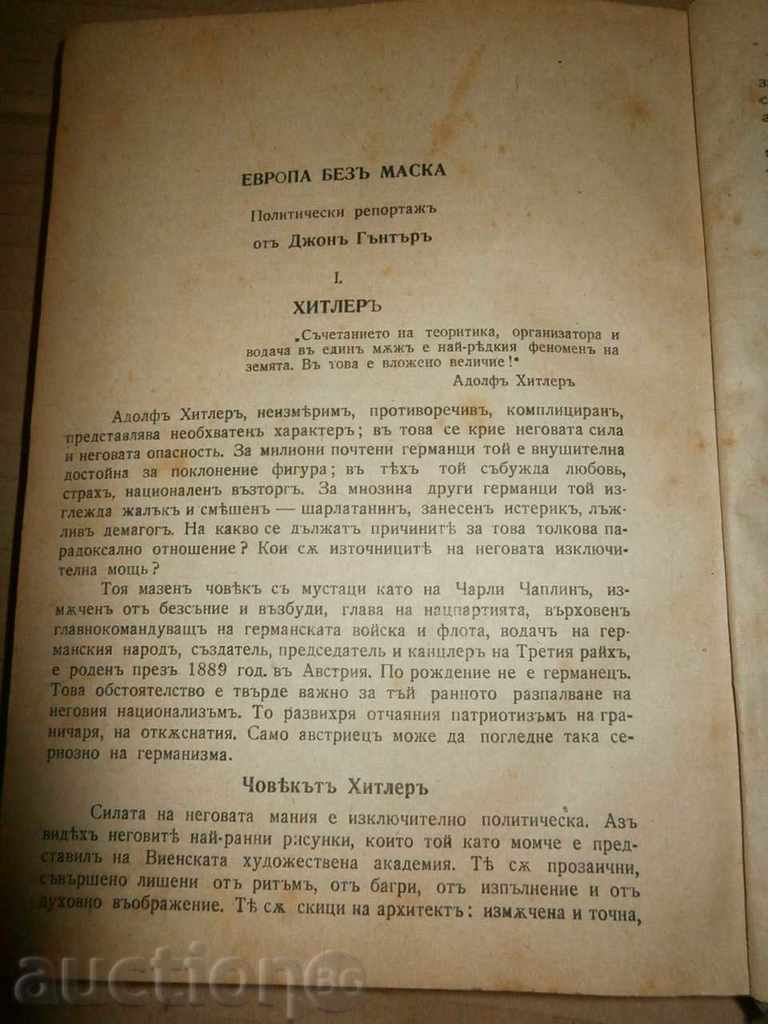 ЕВРОПА БЕЗЪ МАСКА
Политически репортажъ
отъ Джонъ Гънтъръ
I.
ХИТЛЕРЪ
„Съчетанието на теоритика, организатора и
водача въ единъ мѫжъ е най-рѣдкия феноменъ на
земята. Въ това е вложено величие!“
Адолфъ Хитлеръ
Адолфъ Хитлеръ, неизмѣримъ, противоречивъ, комплициранъ,
представлява необхватенъ характеръ; въ това се крие неговата сила
и неговата опасность. За милиони почтени германци той е внушителна
достойна за поклонение фигура; въ тѣхъ той събужда любовь,
страхъ, националенъ възторгъ. За мнозина други германци той из-
глежда жалъкъ и смѣшенъ — шарлатанинъ, занесенъ истерикъ, лъж-
ливъ демагогъ. На какво се дължатъ причинитѣ за това толкова па-
радоксално отношение? Кои сѫ източницитѣ на неговата изключи-
телна мощь?
Тоя мазенъ човѣкъ съ мустаци като на Чарли Чаплинъ, из-
мѫченъ отъ безсъние и възбуди, глава на нацпартията, върховенъ
главнокомандуващъ на германската войска и флота, водачъ на гер-
манския народъ, създатель, председатель и канцлеръ на Третия райхъ,
е роденъ презъ 1889 год. въ Австрия. По рождение не е германецъ.
Това обстоятелство е твърде важно за тъй ранното разпалване на
неговия национализъмъ. То развихря отчаяния патриотизъмъ на гра-
ничаря, на откѫснатия. Само австриецъ може да погледне така се-
риозно на германизма.
Човѣкътъ Хитлеръ
Силата на неговата мания е изключително политическа. Азъ
видѣхъ неговитѣ най-ранни рисунки, които той като момче е пред-
ставилъ на Виенската художествена академия. Тѣ сѫ прозаични,
съвършено лишени отъ ритъмъ, отъ багри, отъ изпълнение и отъ
духовно въображение. Тѣ сѫ скици на архитектъ: измѫчена и точна,
auctionBG